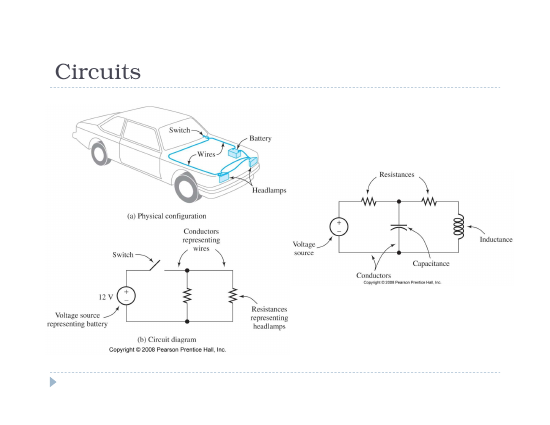 Circuits
Switch
Battery
Wires
Headlamps
(a) Physical configuration
Conductors
representing
wires
Switch
12 V
+
−
Voltage source
representing battery
Resistances
representing
headlamps
(b) Circuit diagram
Copyright © 2008 Pearson Prentice Hall, Inc.
Resistances
+
−
Voltage
source
Inductance
Capacitance
Conductors
Copyright © 2008 Pearson Prentice Hall, Inc.